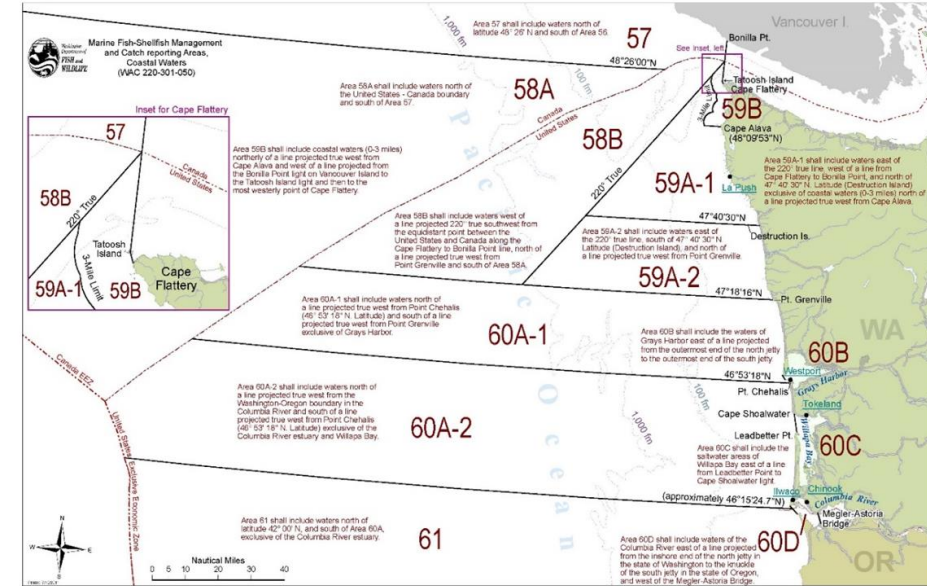 Washington
Department of
FISH and
WILDLIFE
Marine Fish-Shellfish Management
and Catch reporting Areas,
Coastal Waters
(WAC 220-301-050)
Area 57 shall include waters north of
latitude 48° 26' N and south of Area 56.
57
48°26'00"N
Vancouver I.
Bonilla Pt.
See Inset, left
Tatoosh Island
Cape Flattery
59B
3-Mile Limit
Cape Alava
(48°09'53"N)
1,000 fm
100 fm
Area 58A shall include waters north of
the United States - Canada boundary
and south of Area 57.
58A
Canada
United States
58B
220° True
Inset for Cape Flattery
57
Canada
United States
58B
220° True
Tatoosh
Island
3-Mile Limit
59A-1
59B
Cape
Flattery
Area 59B shall include coastal waters (0-3 miles)
northerly of a line projected true west from
Cape Alava and west of a line projected from
the Bonilla Point light on Vancouver Island to
the Tatoosh Island light and then to the
most westerly point of Cape Flattery.
59A-1
La Push
Area 59A-1 shall include waters east of
the 220° true line, west of a line from
Cape Flattery to Bonilla Point, and north of
47° 40' 30" N. Latitude (Destruction Island)
exclusive of coastal waters (0-3 miles) north of
a line projected true west from Cape Alava.
Area 58B shall include waters west of
a line projected 220° true southwest from
the equidistant point between the
United States and Canada along the
Cape Flattery to Bonilla Point line, north of
a line projected true west from
Point Grenville and south of Area 58A.
47°40'30"N
Destruction Is.
Area 59A-2 shall include waters east of
the 220° true line, south of 47° 40' 30" N
Latitude (Destruction Island), and north of
a line projected true west from Point Grenville.
59A-2
47°18'16"N
Pt. Grenville
Pacific Ocean
Area 60A-1 shall include waters north of
a line projected true west from Point Chehalis
(46° 53' 18" N. Latitude) and south of a line
projected true west from Point Grenville
exclusive of Grays Harbor.
60A-1
Area 60B shall include the waters of
Grays Harbor east of a line projected
from the outermost end of the north jetty
to the outermost end of the south jetty.
WA
60B
Westport
Grays Harbor
46°53'18"N
Pt. Chehalis
Canada EEZ
United States Exclusive Economic Zone
Area 60A-2 shall include waters north of
a line projected true west from the
Washington-Oregon boundary in the
Columbia River and south of a line
projected true west from Point Chehalis
(46° 53' 18" N. Latitude) exclusive of the
Columbia River estuary and Willapa Bay.
60A-2
1,000 fm
100 fm
Cape Shoalwater
Tokeland
Leadbetter Pt.
Willapa Bay
60C
Area 60C shall include the
saltwater areas of
Willapa Bay east of a line
from Leadbetter Point to
Cape Shoalwater light.
Ilwaco
Chinook
Columbia River
(approximately 46°15'24.7"N)
Megler-Astoria
Bridge
Area 61 shall include waters north of
latitude 42° 00' N, and south of Area 60A,
exclusive of the Columbia River estuary.
61
60D
OR
Area 60D shall include waters of the
Columbia River east of a line projected
from the inshore end of the north jetty in
the state of Washington to the knuckle
of the south jetty in the state of Oregon,
and west of the Megler-Astoria Bridge.
N
W
E
S
Nautical Miles
0 5 10 20 30 40